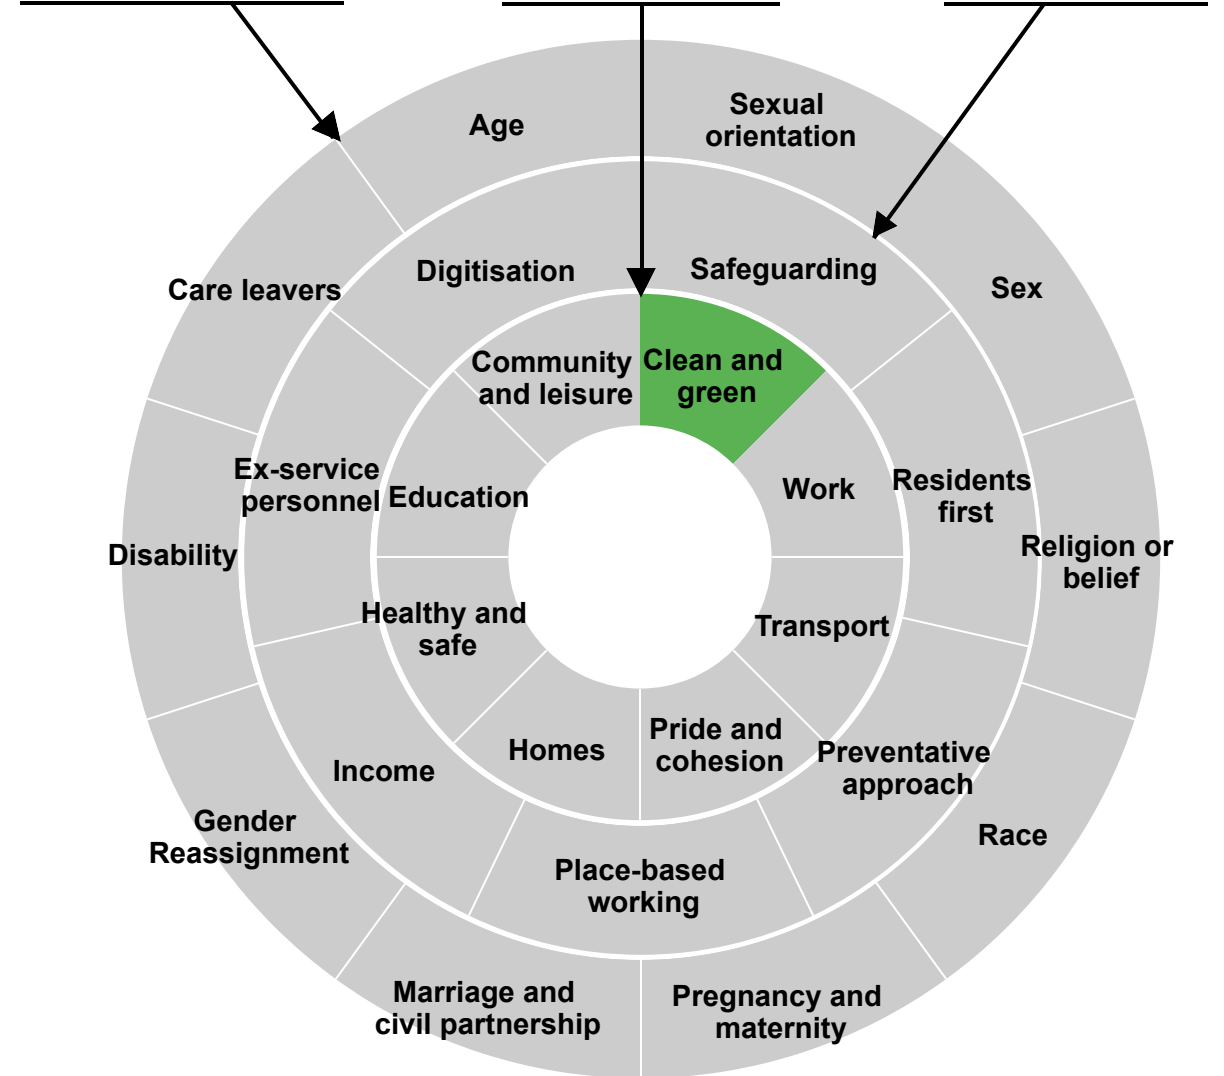 Age
Sexual
orientation
Digitisation
Safeguarding
Care leavers
Sex
Community
and leisure
Clean and
green
Ex-service
personnel
Education
Work
Residents
first
Disability
Religion or
belief
Healthy and
safe
Transport
Income
Homes
Pride and
cohesion
Preventative
approach
Gender
Reassignment
Race
Place-based
working
Marriage and
civil partnership
Pregnancy and
maternity